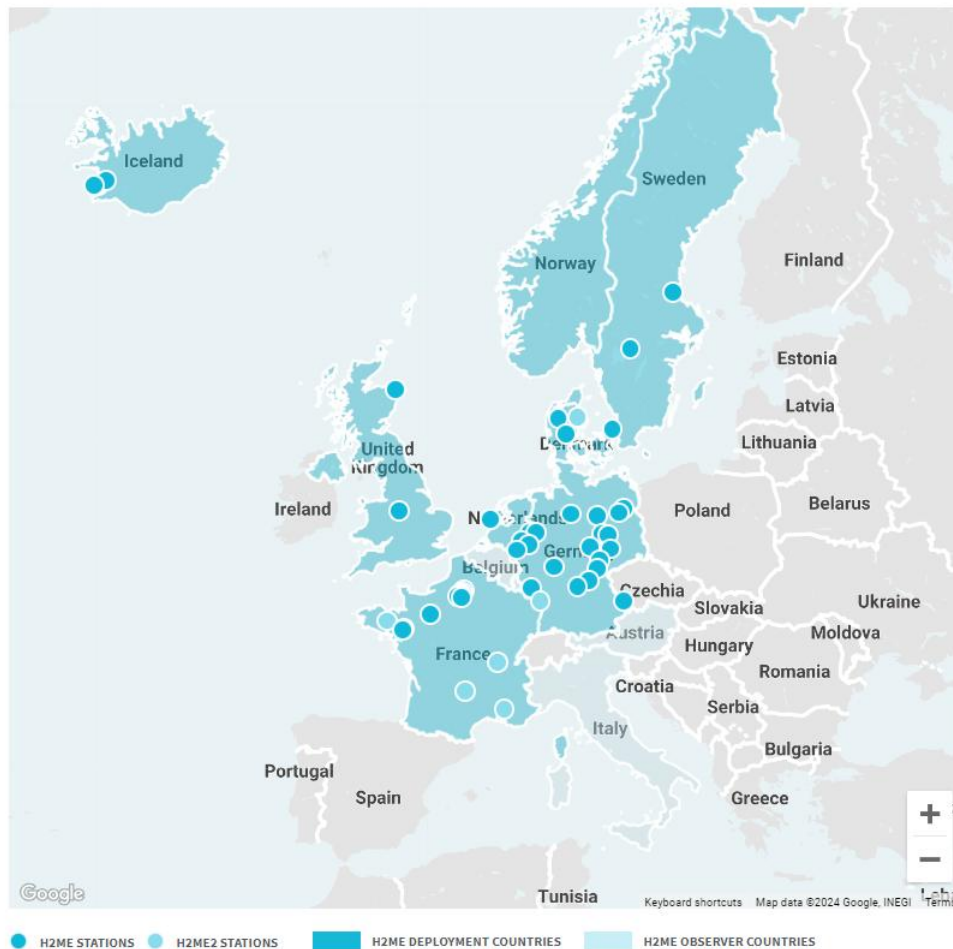 Iceland
Sweden
Norway
Finland
Estonia
Latvia
Lithuania
Denmark
United
Kingdom
Ireland
Netherlands
Poland
Belarus
Belgium
Czechia
Slovakia
Ukraine
Austria
Hungary
Moldova
France
Romania
Croatia
Serbia
Italy
Bulgaria
Portugal
Spain
Greece
+
−
Google
Tunisia
Keyboard shortcuts Map data ©2024 Google, INEGI
H2ME STATIONS H2ME2 STATIONS H2ME DEPLOYMENT COUNTRIES H2ME OBSERVER COUNTRIES